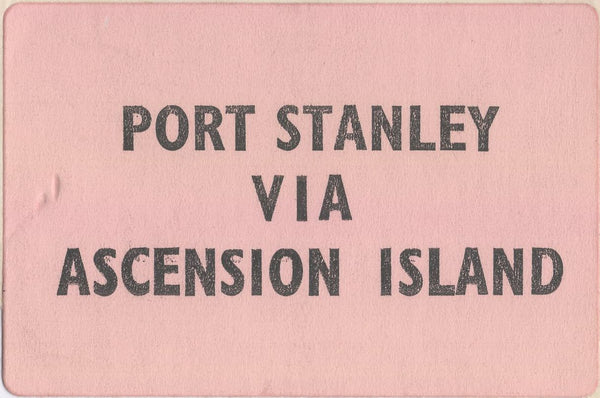 PORT STANLEY
VIA
ASCENSION ISLAND